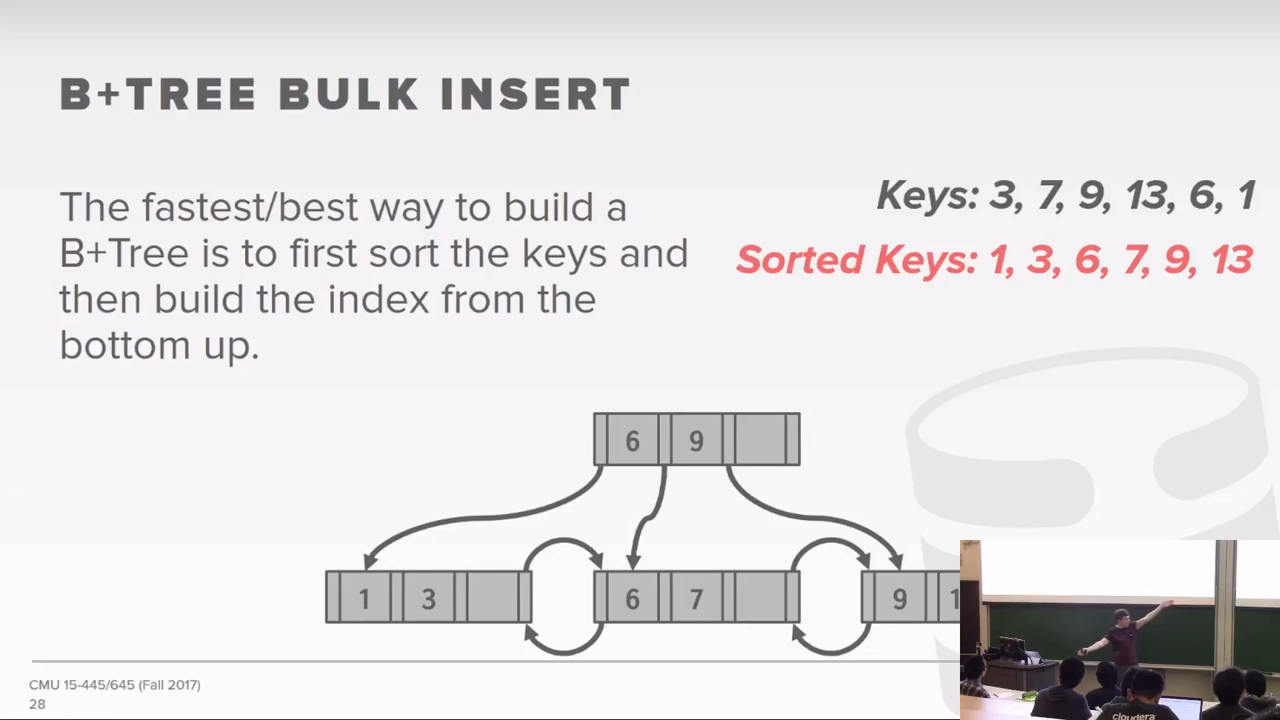 B+TREE BULK INSERT
The fastest/best way to build a
B+Tree is to first sort the keys and
then build the index from the
bottom up.
Keys: 3, 7, 9, 13, 6, 1
Sorted Keys: 1, 3, 6, 7, 9, 13
6 9
1 3 6 7 9 1
CMU 15-445/645 (Fall 2017)
28
cloudera